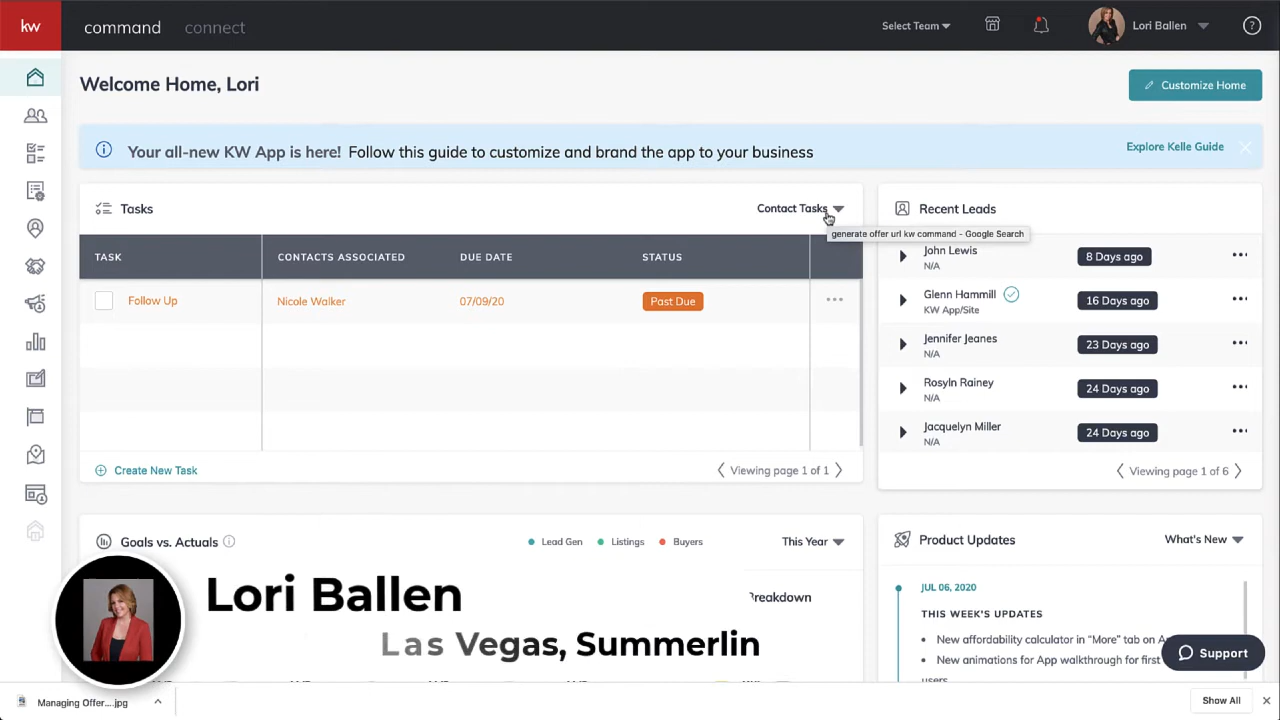 kw
command connect
Select Team
Lori Ballen
?
Welcome Home, Lori
Customize Home
Your all-new KW App is here! Follow this guide to customize and brand the app to your business
Explore Kelle Guide
Tasks
Contact Tasks
generate offer url kw command - Google Search
TASK CONTACTS ASSOCIATED DUE DATE STATUS
Follow Up Nicole Walker 07/09/20 Past Due
Create New Task
Viewing page 1 of 1
Recent Leads
John Lewis
N/A
8 Days ago
Glenn Hammill
KW App/Site
16 Days ago
Jennifer Jeanes
N/A
23 Days ago
Rosyln Rainey
N/A
24 Days ago
Jacquelyn Miller
N/A
24 Days ago
Viewing page 1 of 6
Goals vs. Actuals
Lead Gen Listings Buyers
This Year
Breakdown
Lori Ballen
Las Vegas, Summerlin
Product Updates
What's New
JUL 06, 2020
THIS WEEK'S UPDATES
New affordability calculator in “More” tab on A
New animations for App walkthrough for first
users
Support
Managing Offer....jpg
Show All